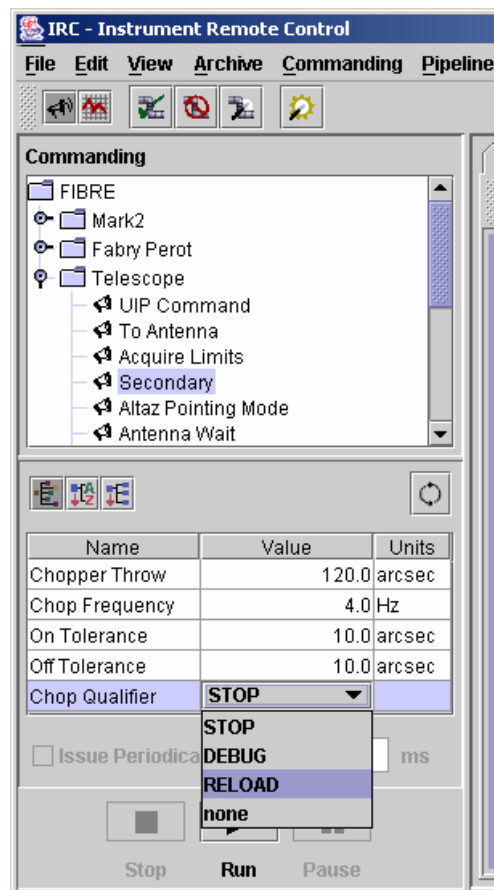 IRC - Instrument Remote Control
File Edit View Archive Commanding Pipeline
Commanding
FIBRE
Mark2
Fabry Perot
Telescope
UIP Command
To Antenna
Acquire Limits
Secondary
Altaz Pointing Mode
Antenna Wait
Name Value Units
Chopper Throw 120.0 arcsec
Chop Frequency 4.0 Hz
On Tolerance 10.0 arcsec
Off Tolerance 10.0 arcsec
Chop Qualifier STOP
STOP
Issue Periodica DEBUG ms
RELOAD
none
Stop Run Pause